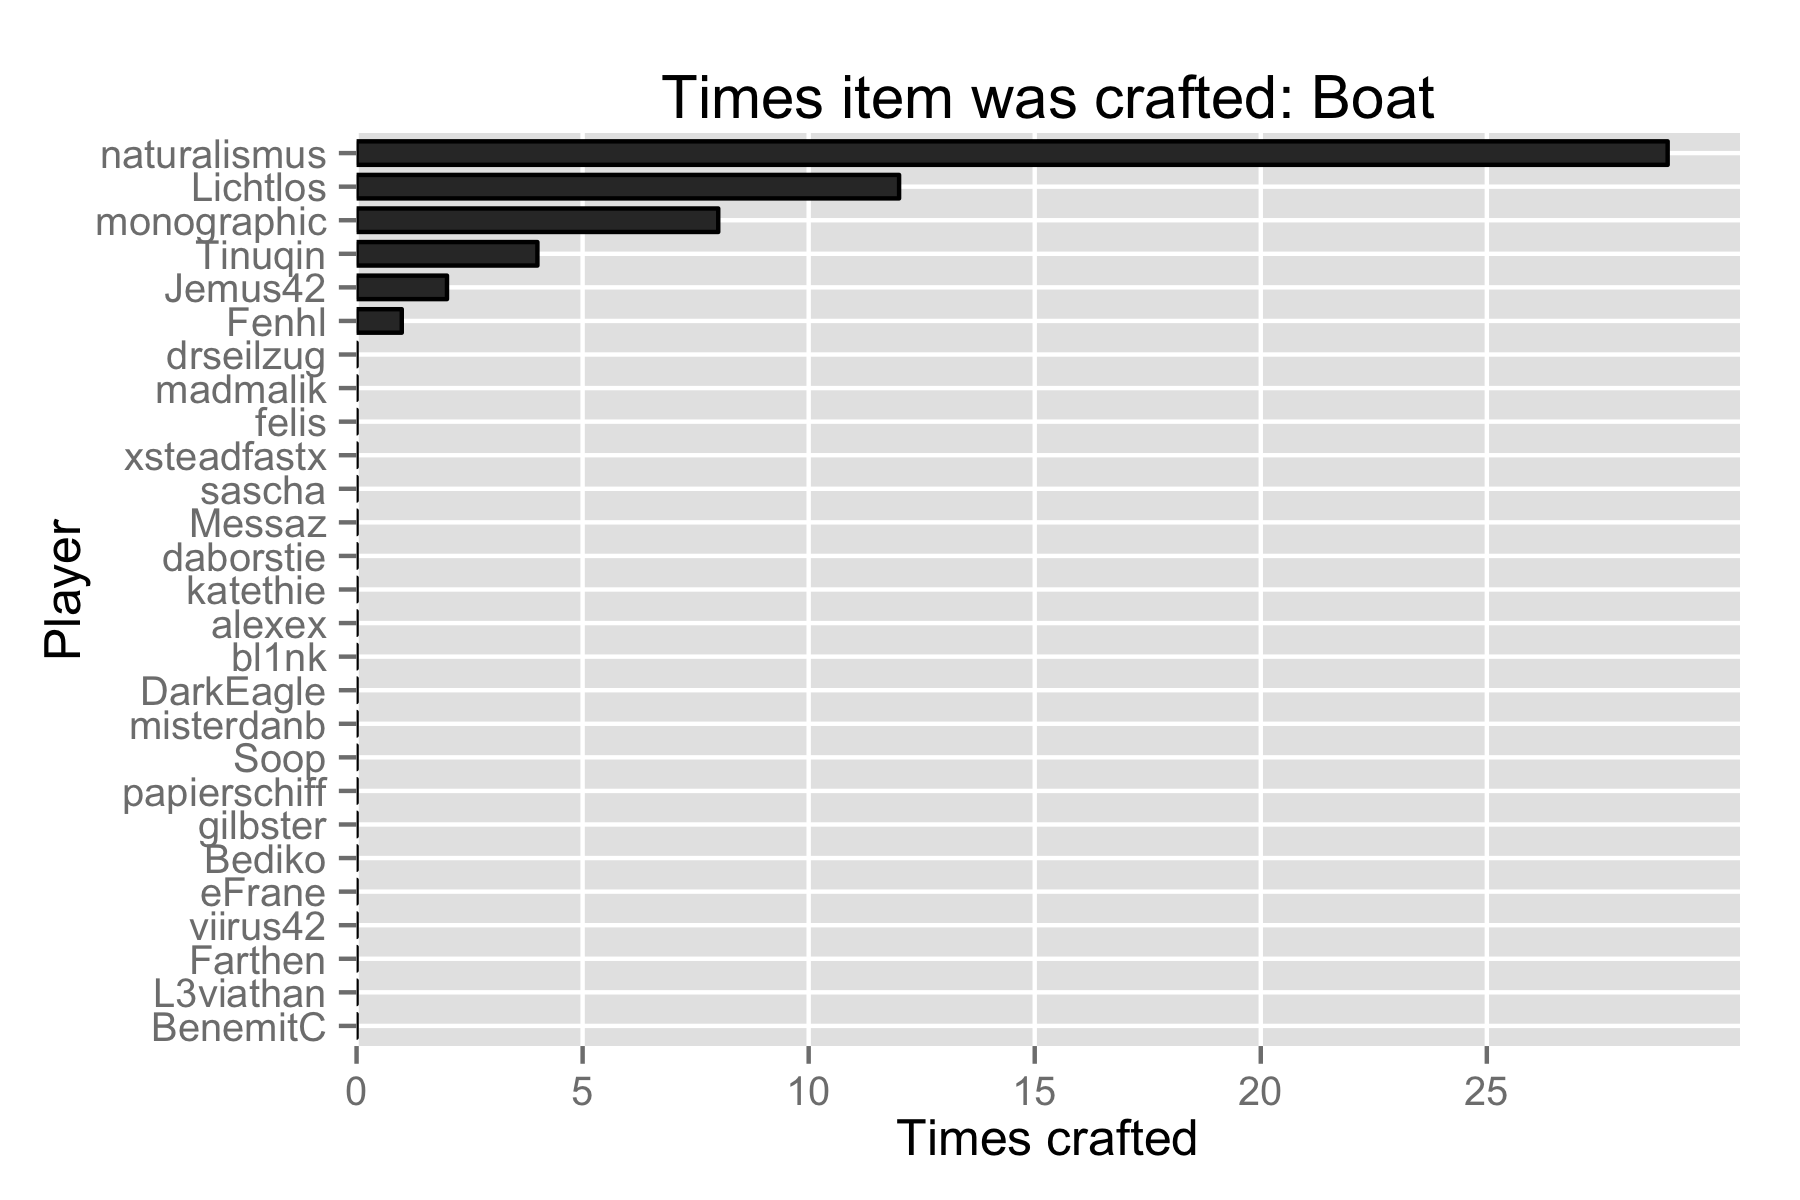 Times item was crafted: Boat
naturalismus
Lichtlos
monographic
Tinuqin
Jemus42
Fenhl
drseilzug
madmalik
felis
xsteadfastx
sascha
Messaz
daborstie
katethie
alexex
bl1nk
DarkEagle
misterdanb
Soop
papierschiff
gilbster
Bediko
eFrane
viirus42
Farthen
L3viathan
BenemitC
Player
0 5 10 15 20 25
Times crafted